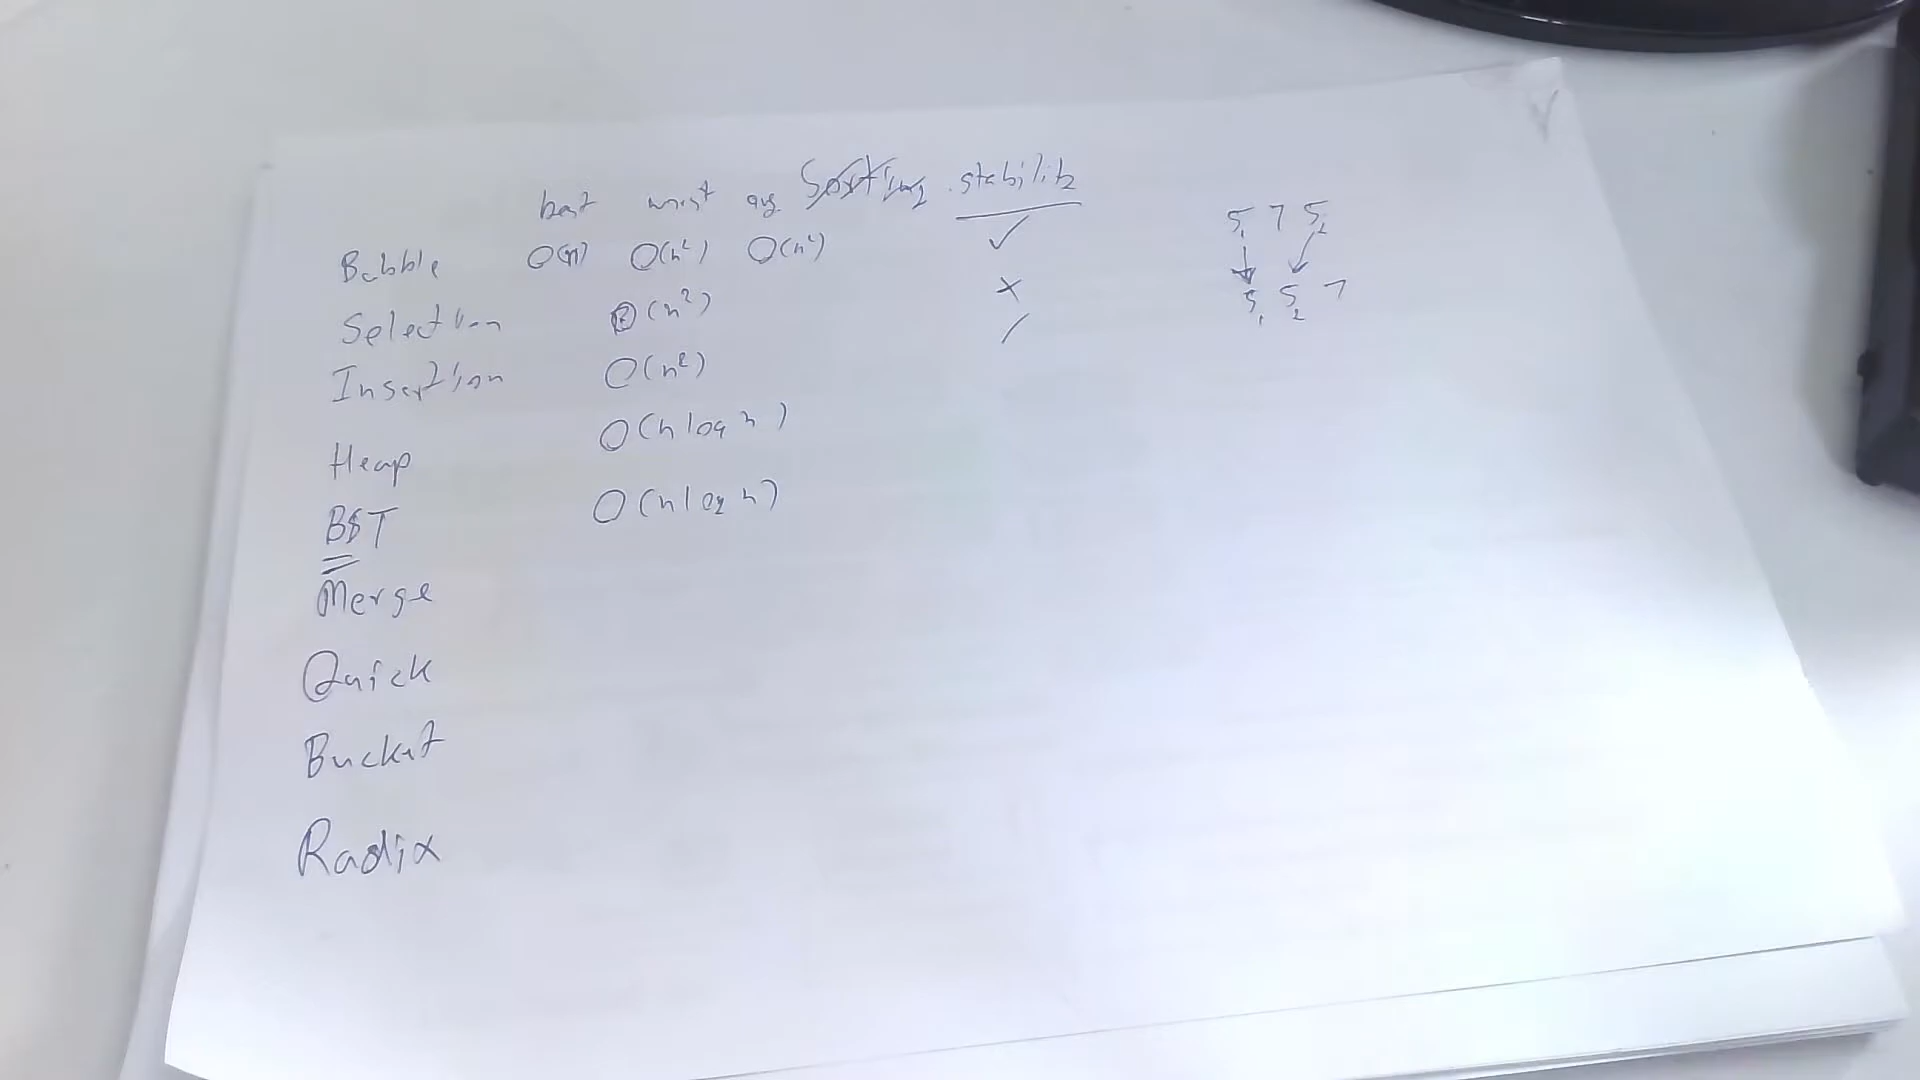 best worst avg Sorting stability
Bubble O(n) O(n²) O(n²) ✓
Selection O(n²) ×
Insertion O(n²) /
Heap O(n log n)
BST O(n log n)
Merge
Quick
Bucket
Radix
5₁ 7 5₂
5₁ 5₂ 7